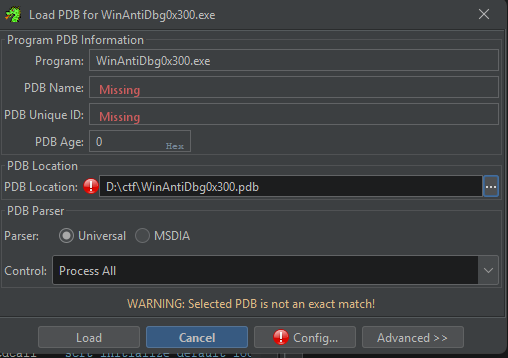 Load PDB for WinAntiDbg0x300.exe
Program PDB Information
Program: WinAntiDbg0x300.exe
PDB Name: Missing
PDB Unique ID: Missing
PDB Age: 0 Hex
PDB Location
PDB Location: D:\ctf\WinAntiDbg0x300.pdb ...
PDB Parser
Parser: Universal MSDIA
Control: Process All
WARNING: Selected PDB is not an exact match!
Load Cancel Config... Advanced >>